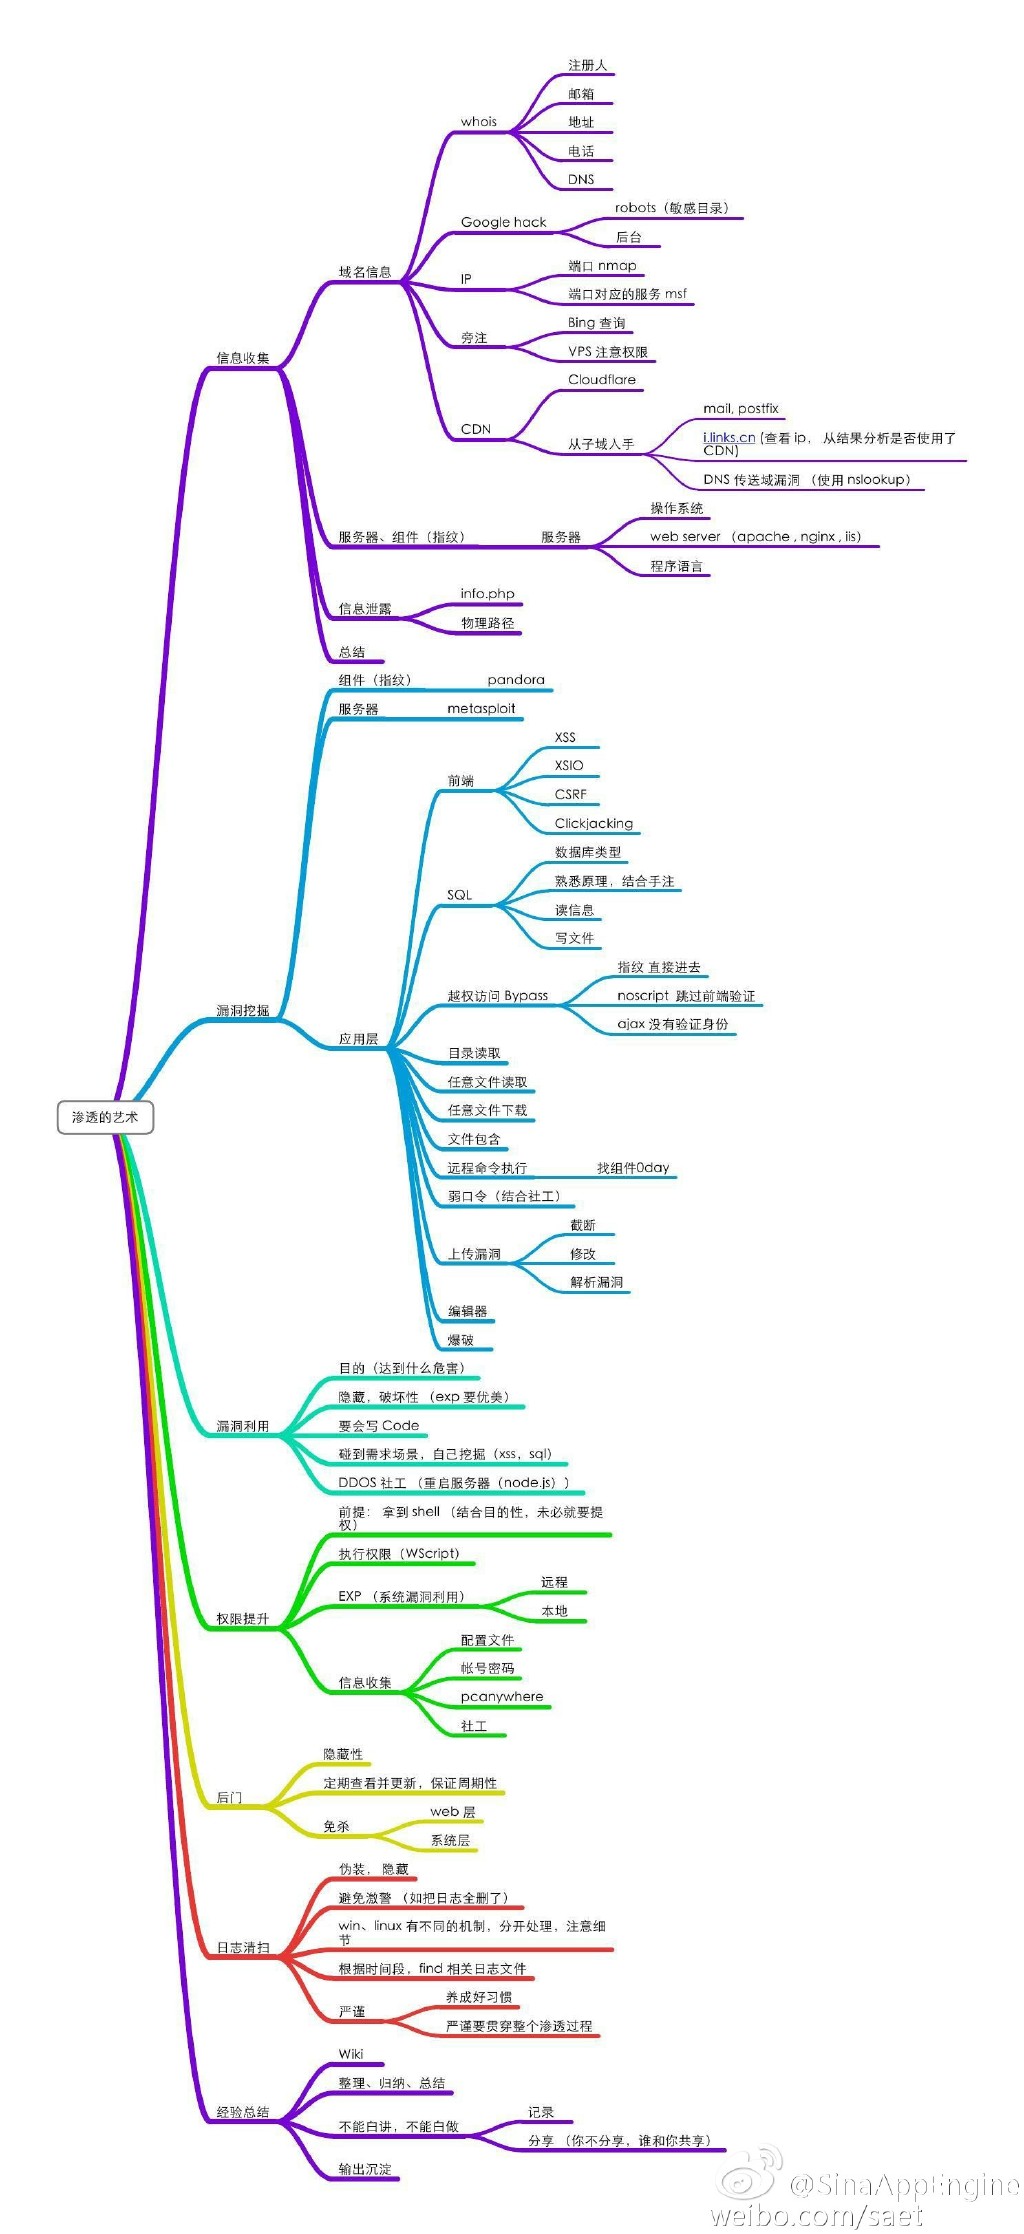 注册人
邮箱
whois
地址
电话
DNS
robots（敏感目录）
Google hack
后台
端口 nmap
域名信息
IP
端口对应的服务 msf
Bing 查询
旁注
VPS 注意权限
信息收集
Cloudflare
mail, postfix
CDN
i.links.cn (查看 ip， 从结果分析是否使用了
CDN)
从子域入手
DNS 传送域漏洞 （使用 nslookup）
操作系统
服务器、组件（指纹）
服务器
web server （apache , nginx , iis）
程序语言
info.php
信息泄露
物理路径
总结
组件（指纹）
pandora
服务器
metasploit
XSS
XSIO
前端
CSRF
Clickjacking
数据库类型
熟悉原理，结合手注
SQL
读信息
写文件
指纹 直接进去
越权访问 Bypass
noscript 跳过前端验证
ajax 没有验证身份
漏洞挖掘
应用层
目录读取
任意文件读取
任意文件下载
渗透的艺术
文件包含
远程命令执行
找组件0day
弱口令（结合社工）
截断
上传漏洞
修改
解析漏洞
编辑器
爆破
目的（达到什么危害）
隐藏，破坏性 （exp 要优美）
漏洞利用
要会写 Code
碰到需求场景，自己挖掘（xss，sql）
DDOS 社工 （重启服务器（node.js））
前提： 拿到 shell （结合目的性，未必就要提
权）
执行权限（WScript）
远程
EXP （系统漏洞利用）
本地
权限提升
配置文件
帐号密码
信息收集
pcanywhere
社工
隐藏性
定期查看并更新，保证周期性
后门
web 层
免杀
系统层
伪装， 隐藏
避免激警 （如把日志全删了）
win、linux 有不同的机制，分开处理，注意细
节
日志清扫
根据时间段，find 相关日志文件
养成好习惯
严谨
严谨要贯穿整个渗透过程
Wiki
整理、归纳、总结
经验总结
记录
不能白讲，不能白做
分享 （你不分享，谁和你共享）
输出沉淀
@SinaAppEngine
weibo.com/saet